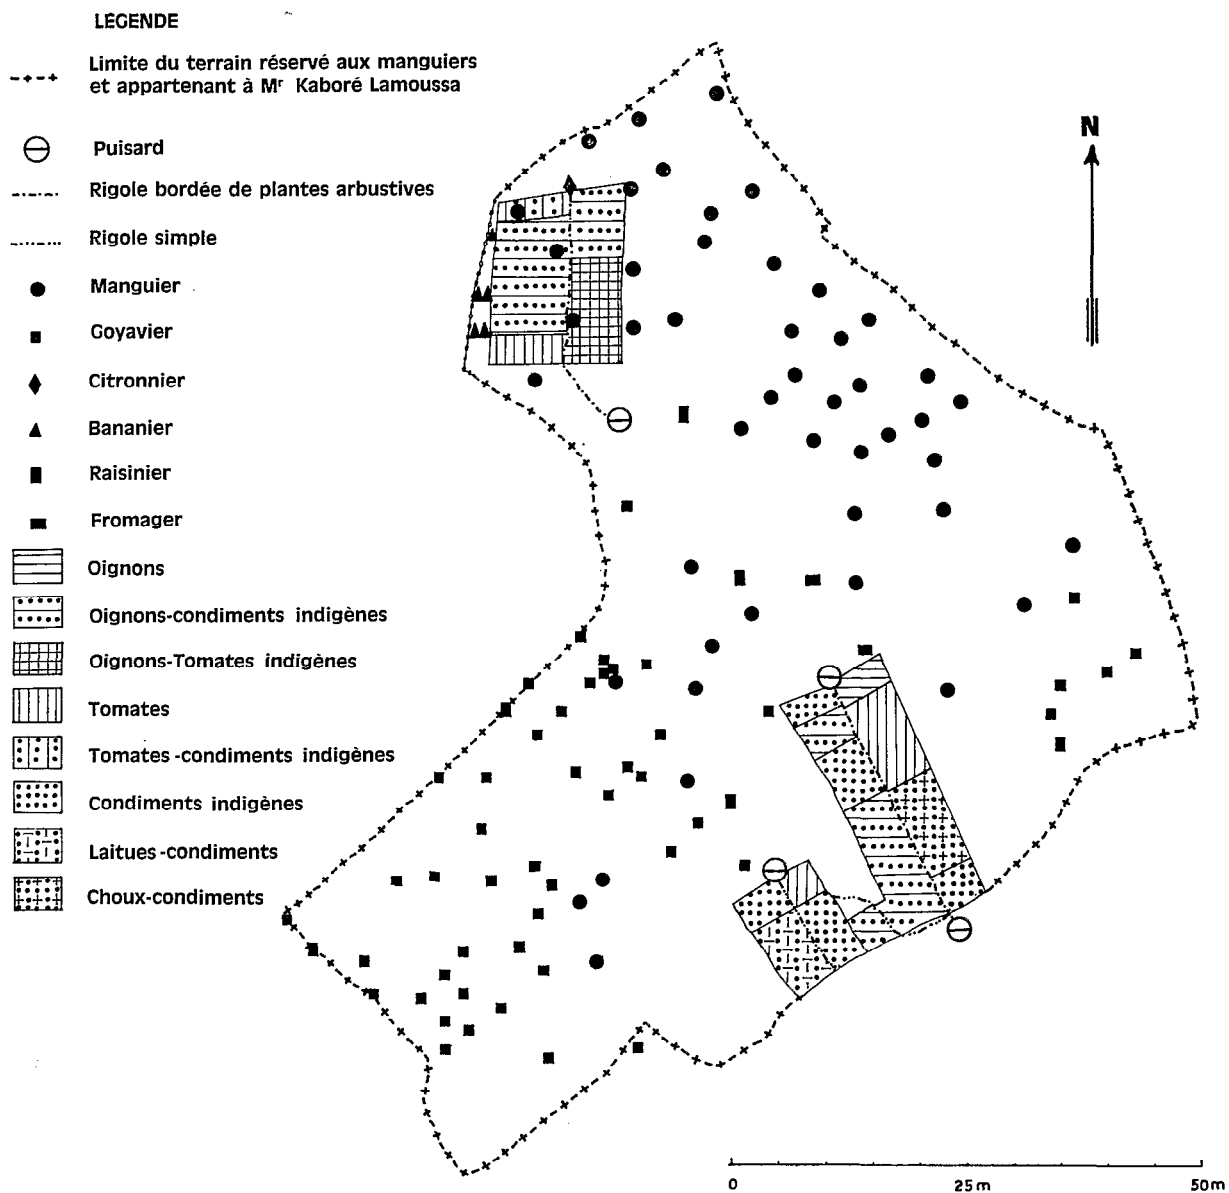 LÉGENDE
Limite du terrain réservé aux manguiers
et appartenant à Mr Kaboré Lamoussa
Puisard
Rigole bordée de plantes arbustives
Rigole simple
Manguier
Goyavier
Citronnier
Bananier
Raisinier
Fromager
Oignons
Oignons-condiments indigènes
Oignons-Tomates indigènes
Tomates
Tomates-condiments indigènes
Condiments indigènes
Laitues-condiments
Choux-condiments
N
0 25m 50m